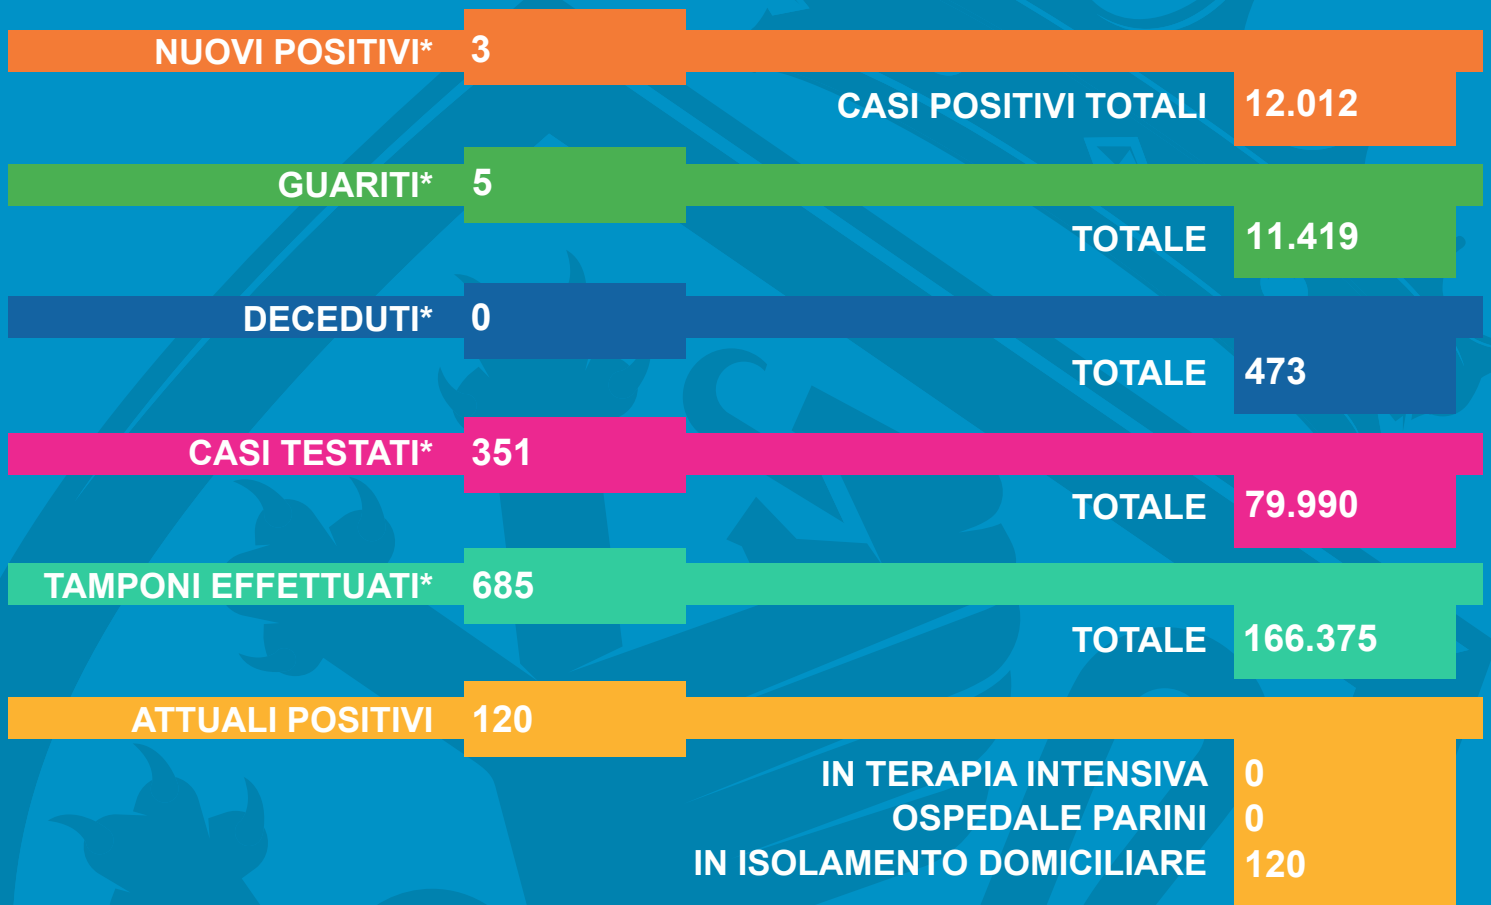 NUOVI POSITIVI* 3
CASI POSITIVI TOTALI 12.012
GUARITI* 5
TOTALE 11.419
DECEDUTI* 0
TOTALE 473
CASI TESTATI* 351
TOTALE 79.990
TAMPONI EFFETTUATI* 685
TOTALE 166.375
ATTUALI POSITIVI 120
IN TERAPIA INTENSIVA 0
OSPEDALE PARINI 0
IN ISOLAMENTO DOMICILIARE 120